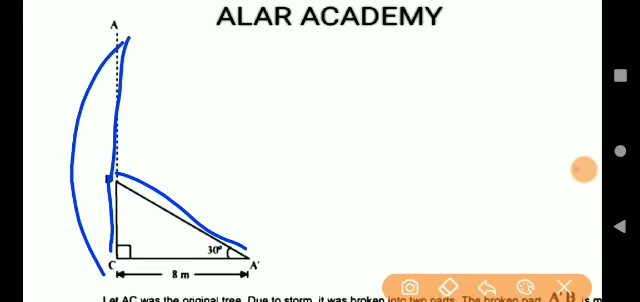 ALAR ACADEMY
A
30°
C
A'
8 m
Let AC was the original tree. Due to storm, it was broken into two parts. The broken part A'B is